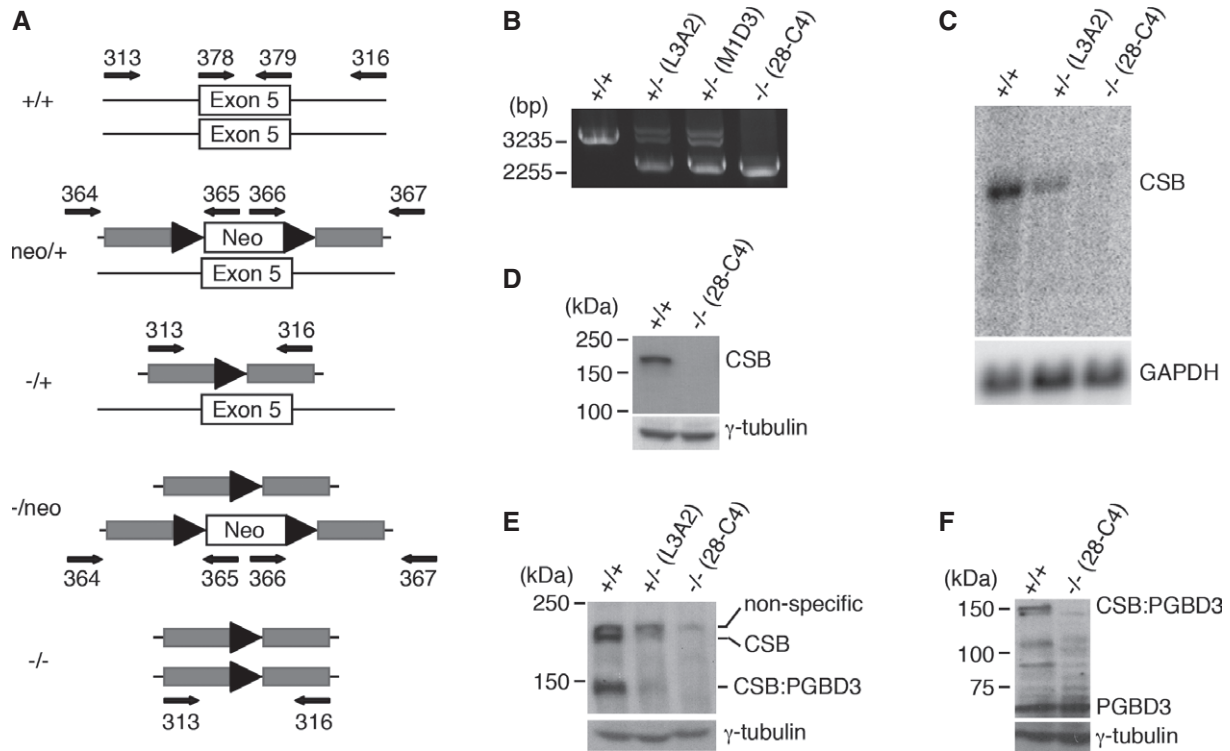 A
313 378 379 316
+/+
Exon 5
Exon 5
364 365 366 367
neo/+
Neo
Exon 5
313 316
-/+
Exon 5
-/neo
Neo
364 365 366 367
-/-
313 316
B
+/+ +/- (L3A2) +/- (M1D3) -/- (28-C4)
(bp)
3235
2255
C
+/+ +/- (L3A2) -/- (28-C4)
CSB
GAPDH
D
+/+ -/- (28-C4)
(kDa)
250
150
100
CSB
γ-tubulin
E
+/+ +/- (L3A2) -/- (28-C4)
(kDa)
250
150
non-specific
CSB
CSB:PGBD3
γ-tubulin
F
+/+ -/- (28-C4)
(kDa)
150
100
75
CSB:PGBD3
PGBD3
γ-tubulin